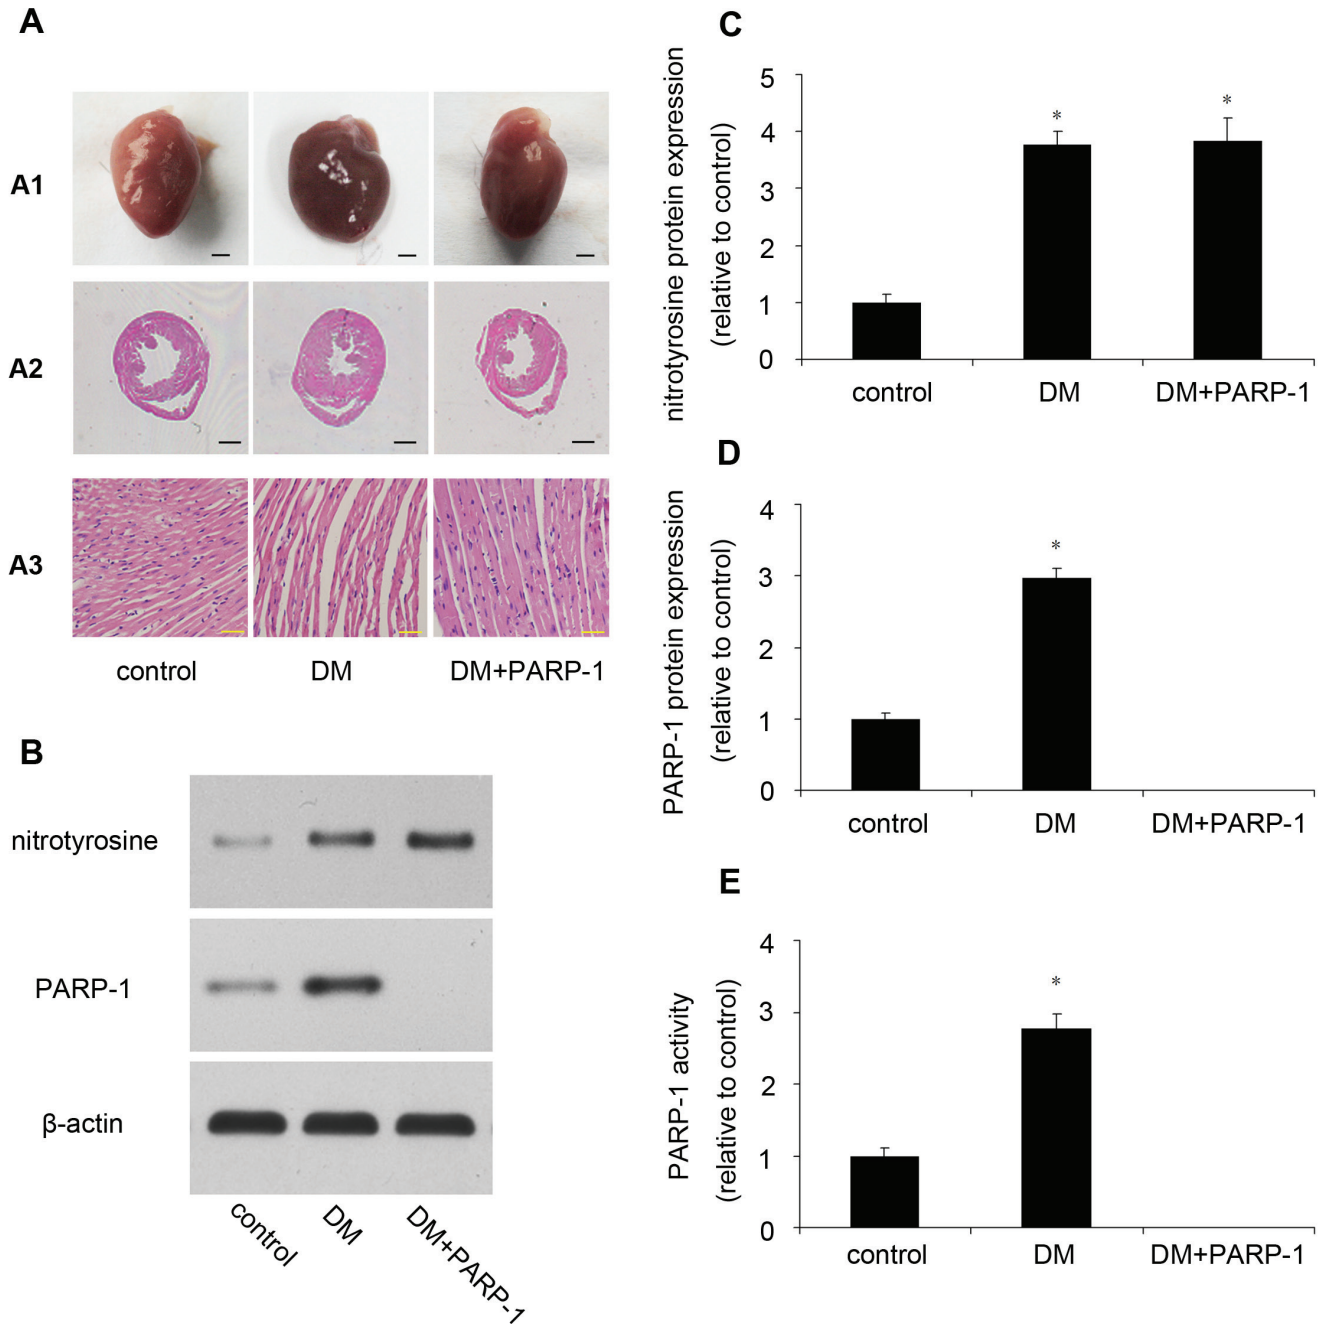 A
A1
A2
A3
control DM DM+PARP-1
B
nitrotyrosine
PARP-1
β-actin
control
DM
DM+PARP-1
C
nitrotyrosine protein expression
(relative to control)
5
4
3
2
1
0
*
*
control DM DM+PARP-1
D
PARP-1 protein expression
(relative to control)
4
3
2
1
0
*
control DM DM+PARP-1
E
PARP-1 activity
(relative to control)
4
3
2
1
0
*
control DM DM+PARP-1